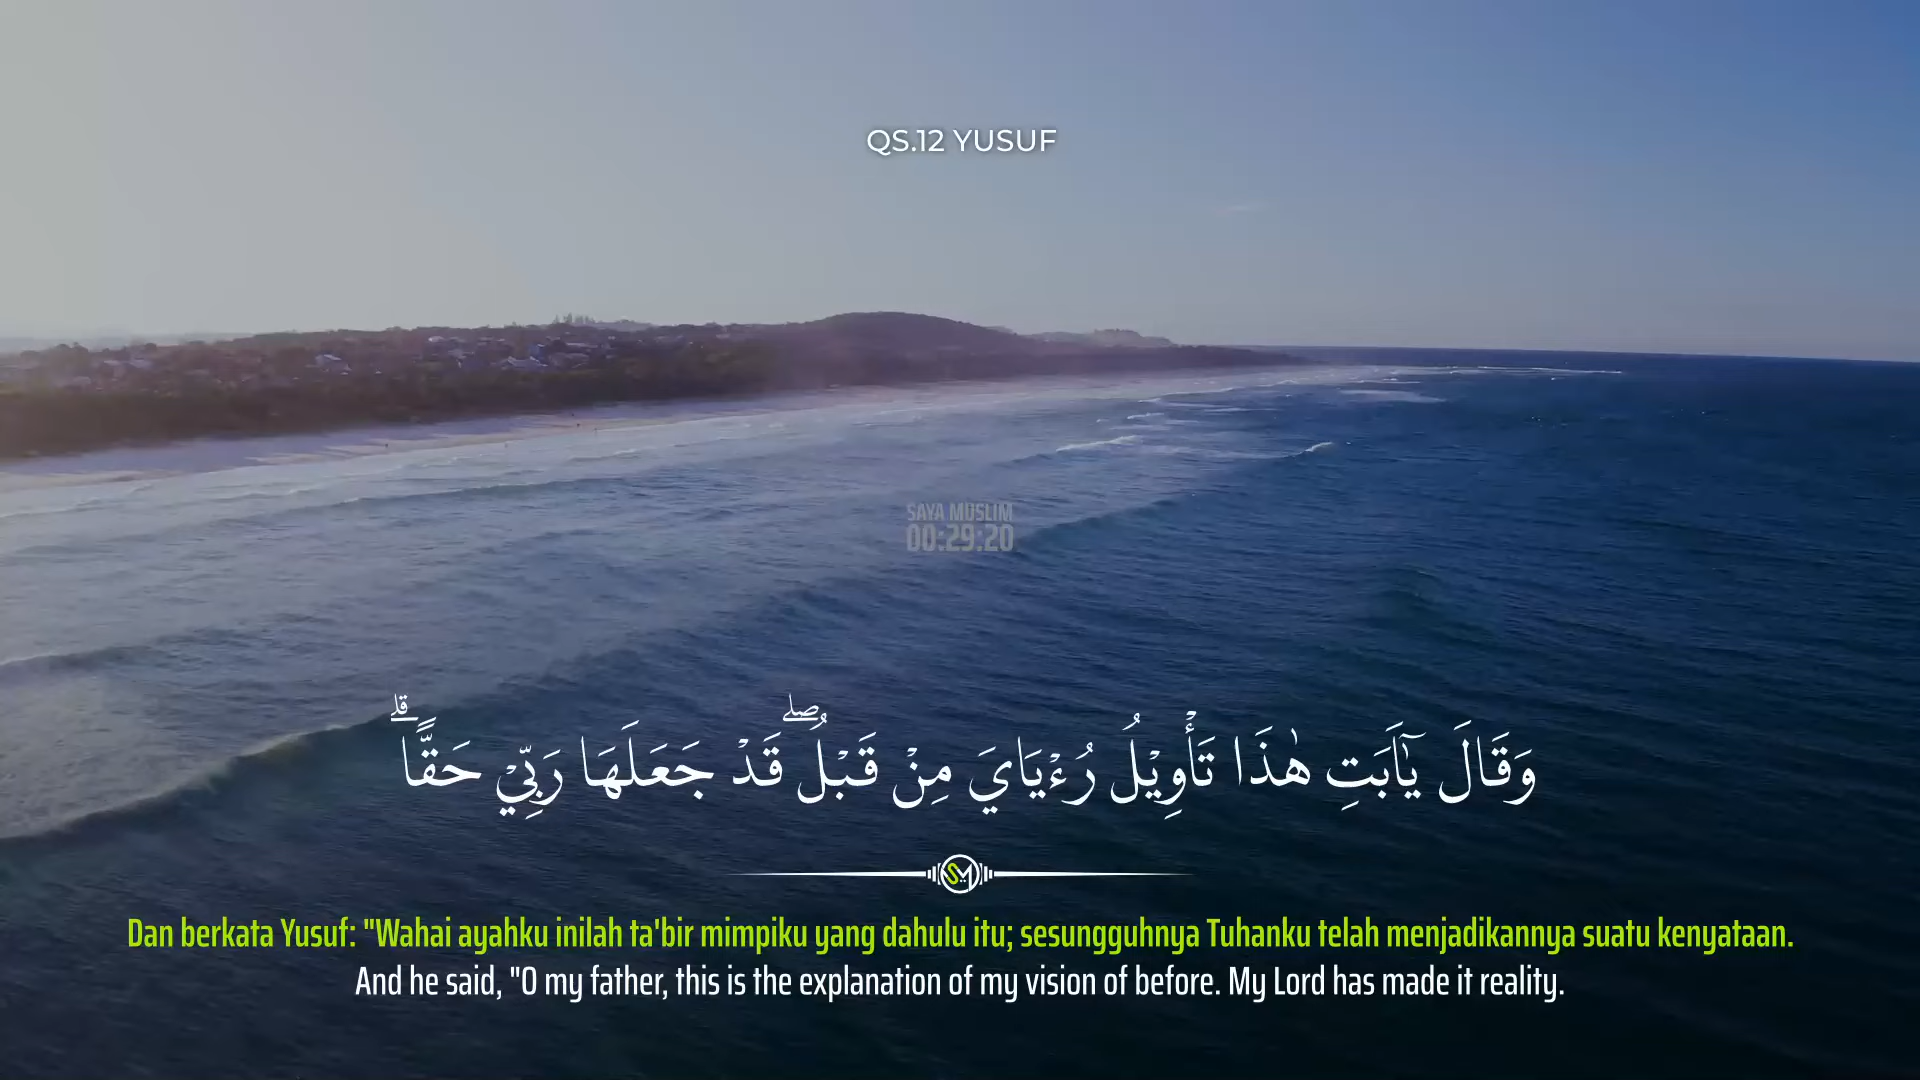 QS.12 YUSUF
SAYA MUSLIM
00:29:20
وَقَالَ يٰٓاَبَتِ هٰذَا تَأْوِيْلُ رُءْيَايَ مِنْ قَبْلُ ۖ قَدْ جَعَلَهَا رَبِّيْ حَقًّا ۗ
SM
Dan berkata Yusuf: "Wahai ayahku inilah ta'bir mimpiku yang dahulu itu; sesungguhnya Tuhanku telah menjadikannya suatu kenyataan.
And he said, "O my father, this is the explanation of my vision of before. My Lord has made it reality.